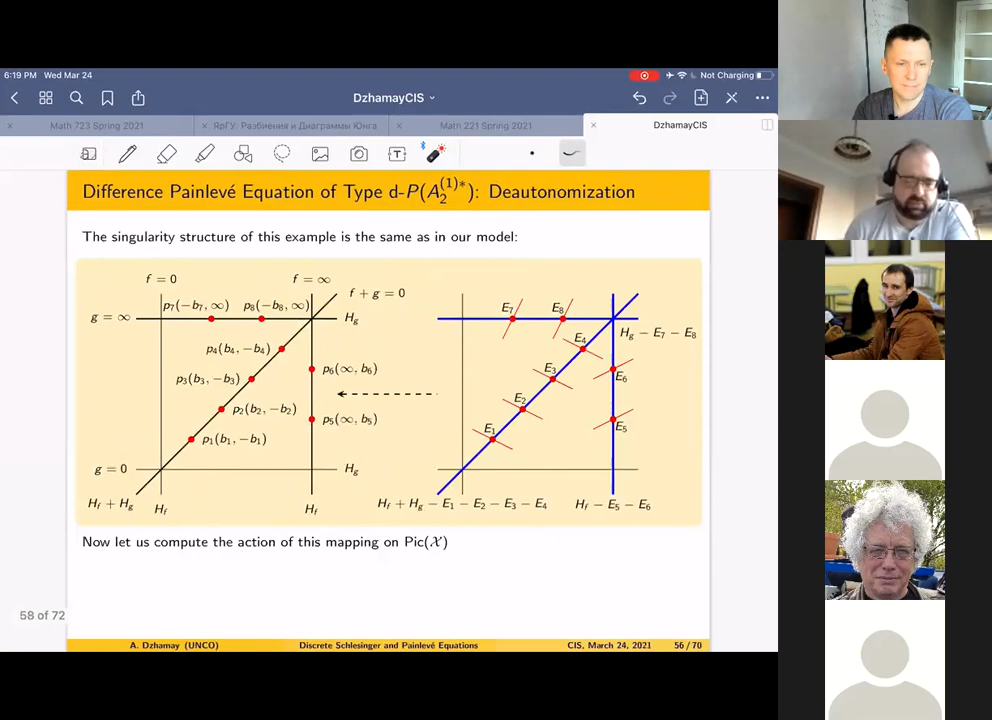 6:19 PM Wed Mar 24
Not Charging
DzhamayCIS
Math 723 Spring 2021
ЯрГУ: Разбиения и Диаграммы Юнга
Math 221 Spring 2021
DzhamayCIS
Difference Painlevé Equation of Type d-P(A₂⁽¹⁾*): Deautonomization
The singularity structure of this example is the same as in our model:
f = 0
f = ∞
p₇(−b₇, ∞) p₈(−b₈, ∞)
f + g = 0
g = ∞
H_g
p₄(b₄, −b₄)
p₃(b₃, −b₃)
p₆(∞, b₆)
p₂(b₂, −b₂)
p₅(∞, b₅)
p₁(b₁, −b₁)
g = 0
H_g
H_f + H_g
H_f
H_f
E₇
E₈
H_g − E₇ − E₈
E₄
E₃
E₆
E₂
E₅
E₁
H_f + H_g − E₁ − E₂ − E₃ − E₄
H_f − E₅ − E₆
Now let us compute the action of this mapping on Pic(𝒳)
58 of 72
A. Dzhamay (UNCO)
Discrete Schlesinger and Painlevé Equations
CIS, March 24, 2021
56 / 70